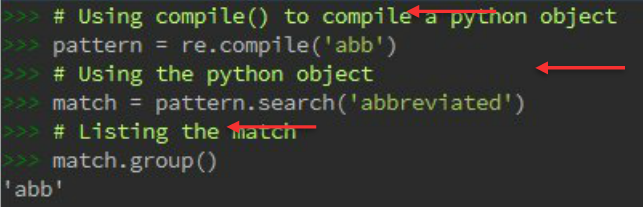 >>> # Using compile() to compile a python object
>>> pattern = re.compile('abb')
>>> # Using the python object
>>> match = pattern.search('abbreviated')
>>> # Listing the match
>>> match.group()
'abb'